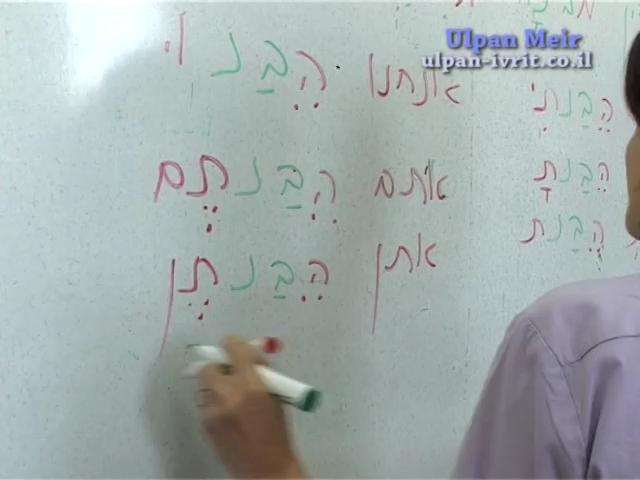 Ulpan Meir
ulpan-ivrit.co.il
הֵבַנְתִּי
הֵבַנְתָּ
הֵבַנְתְּ
אנחנו הֵבַנּוּ
אתם הֲבַנְתֶּם
אתן הֲבַנְתֶּן